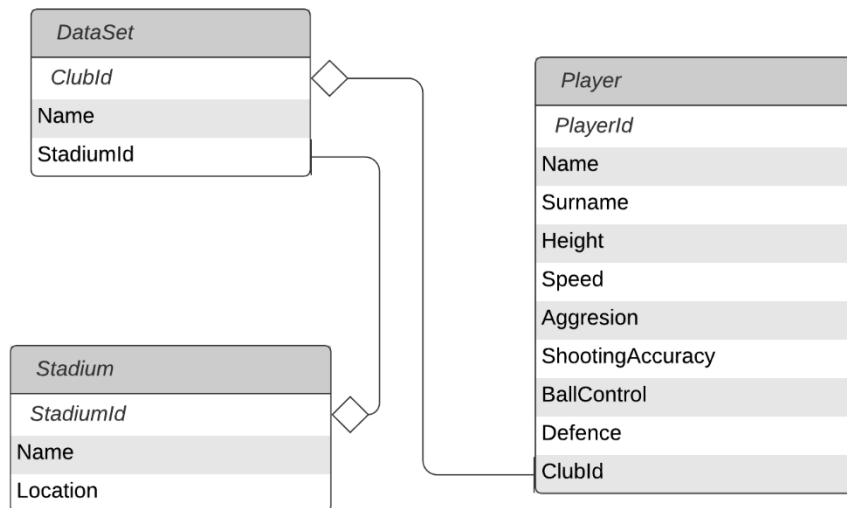 DataSet
ClubId
Name
StadiumId
Player
PlayerId
Name
Surname
Height
Speed
Aggresion
ShootingAccuracy
BallControl
Defence
ClubId
Stadium
StadiumId
Name
Location